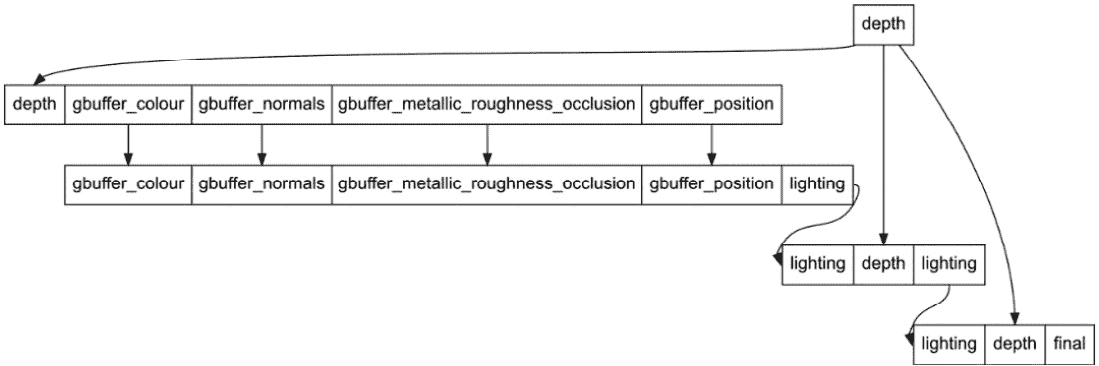 depth
depth gbuffer_colour gbuffer_normals gbuffer_metallic_roughness_occlusion gbuffer_position
gbuffer_colour gbuffer_normals gbuffer_metallic_roughness_occlusion gbuffer_position lighting
lighting depth lighting
lighting depth final